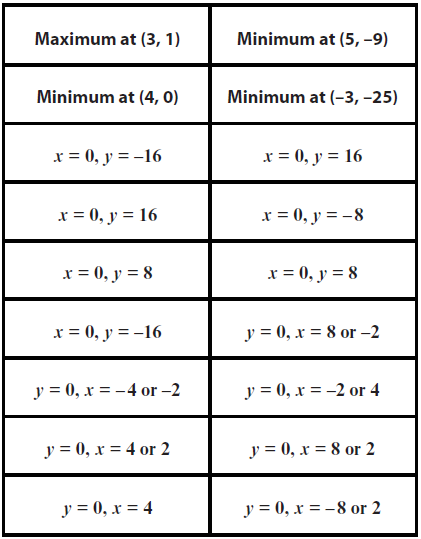 Maximum at (3, 1)
Minimum at (5, –9)
Minimum at (4, 0)
Minimum at (–3, –25)
x = 0, y = –16
x = 0, y = 16
x = 0, y = 16
x = 0, y = –8
x = 0, y = 8
x = 0, y = 8
x = 0, y = –16
y = 0, x = 8 or –2
y = 0, x = –4 or –2
y = 0, x = –2 or 4
y = 0, x = 4 or 2
y = 0, x = 8 or 2
y = 0, x = 4
y = 0, x = –8 or 2